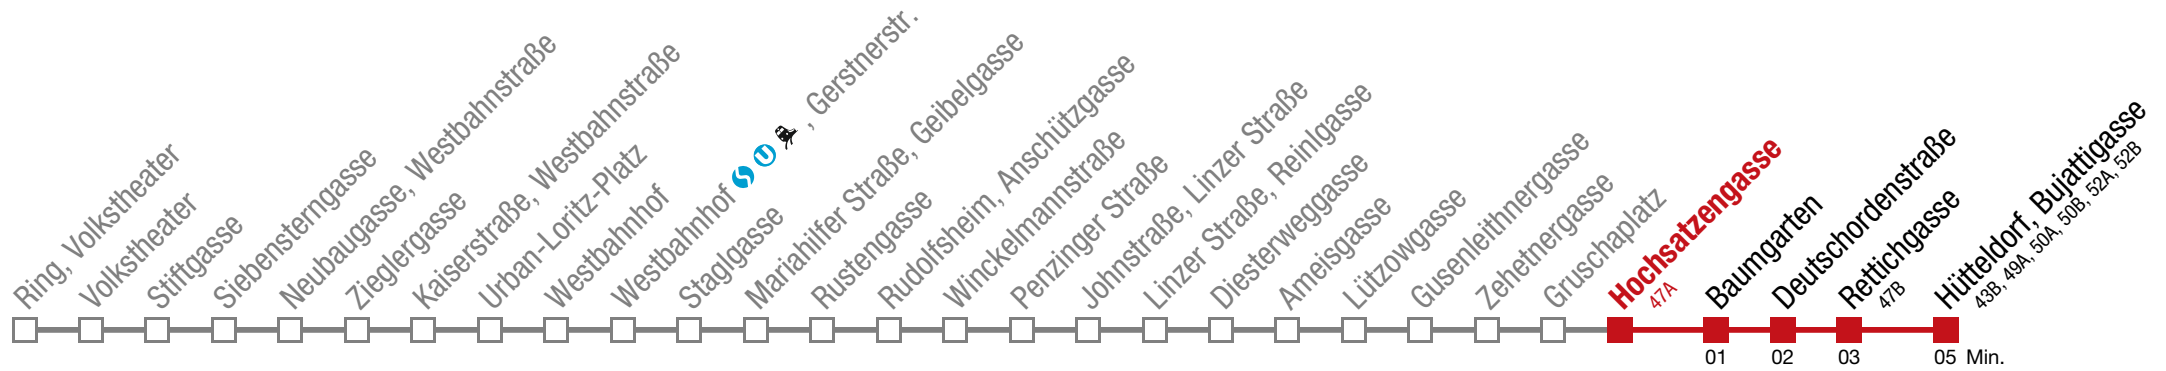 Ring, Volkstheater
Volkstheater
Stiftgasse
Siebensterngasse
Neubaugasse, Westbahnstraße
Zieglergasse
Kaiserstraße, Westbahnstraße
Urban-Loritz-Platz
Westbahnhof
Westbahnhof S U , Gerstnerstr.
Staglgasse
Mariahilfer Straße, Geibelgasse
Rustengasse
Rudolfsheim, Anschützgasse
Winckelmannstraße
Penzinger Straße
Johnstraße, Linzer Straße
Linzer Straße, Reinlgasse
Diesterweggasse
Ameisgasse
Lützowgasse
Gusenleithnergasse
Zehetnergasse
Gruschaplatz
Hochsatzengasse
47A
Baumgarten
Deutschordenstraße
Rettichgasse
47B
Hütteldorf, Bujattigasse
43B, 49A, 50A, 50B, 52A, 52B
01 02 03 05 Min.